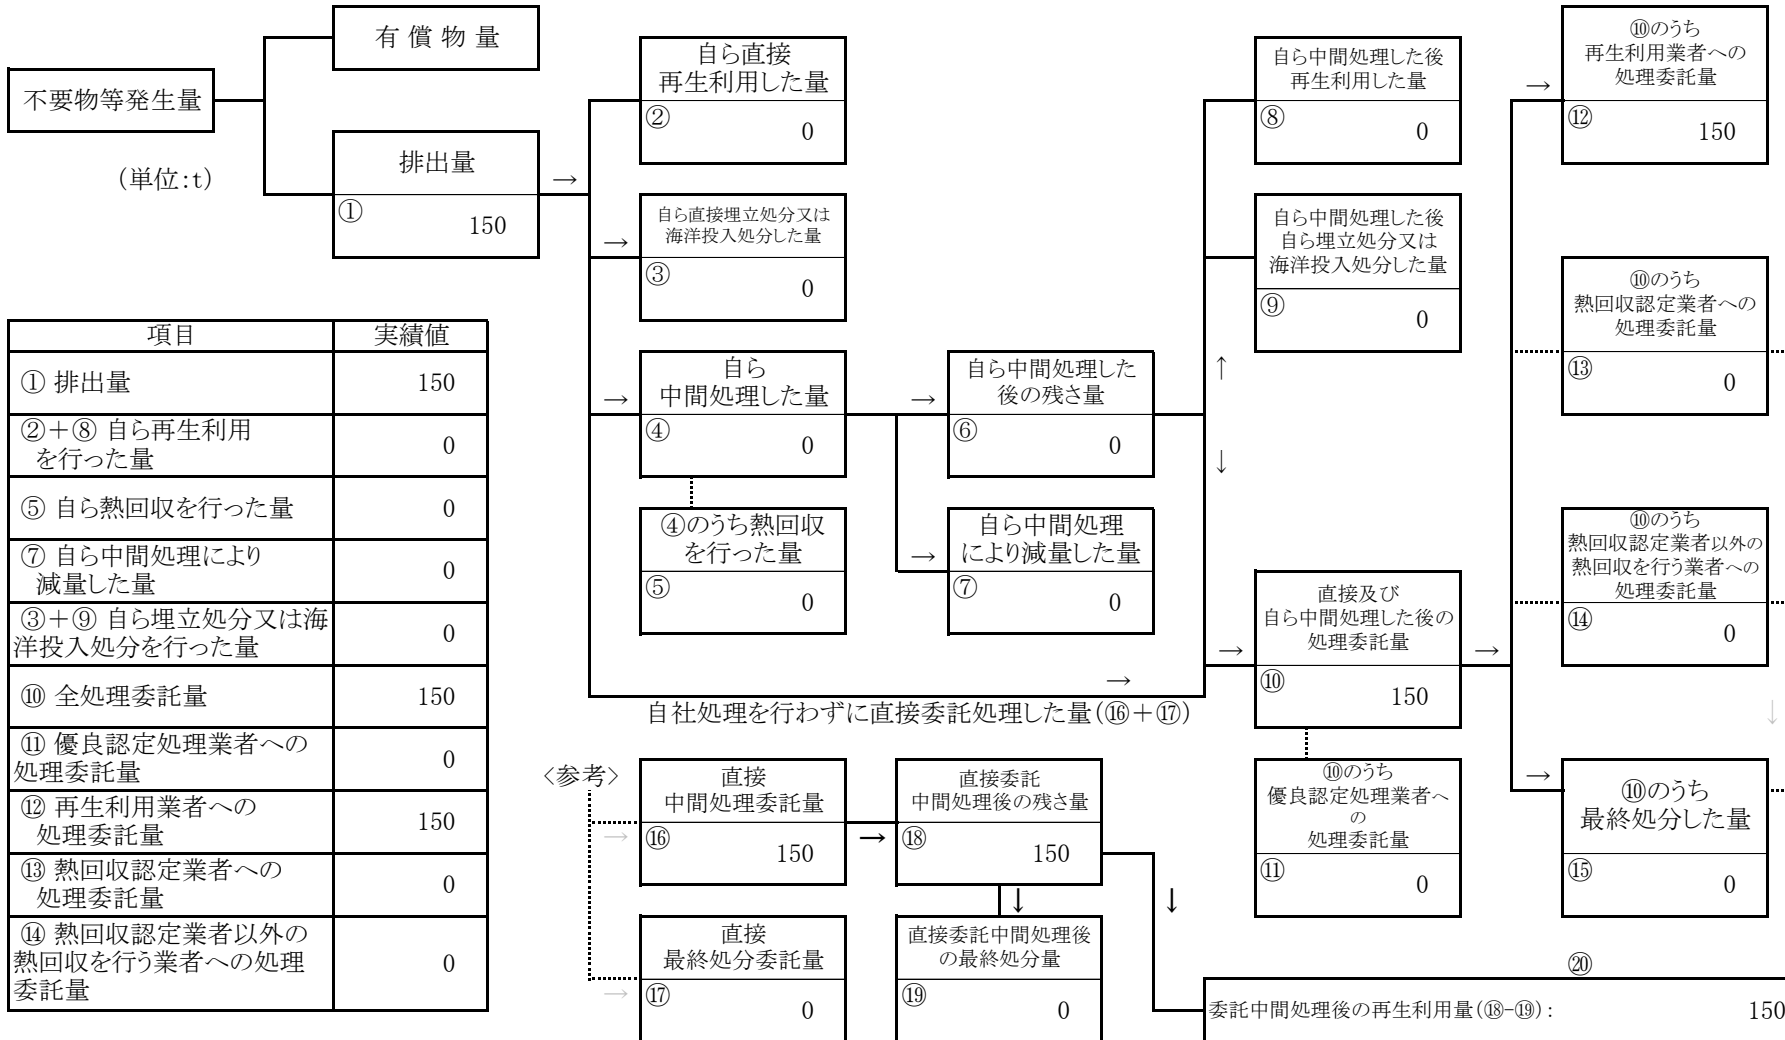 有 償 物 量
不要物等発生量
(単位:t)
排出量
①
150
→
自ら直接
再生利用した量
②
0
→
自ら直接埋立処分又は
海洋投入処分した量
③
0
→
自ら
中間処理した量
④
0
④のうち熱回収
を行った量
⑤
0
→
自ら中間処理した
後の残さ量
⑥
0
→
自ら中間処理
により減量した量
⑦
0
自ら中間処理した後
再生利用した量
⑧
0
自ら中間処理した後
自ら埋立処分又は
海洋投入処分した量
⑨
0
↑
↓
→
直接及び
自ら中間処理した後の
処理委託量
⑩
150
→
⑩のうち
優良認定処理業者へ
の
処理委託量
⑪
0
→
⑩のうち
再生利用業者への
処理委託量
⑫
150
⑩のうち
熱回収認定業者への
処理委託量
⑬
0
⑩のうち
熱回収認定業者以外の
熱回収を行う業者への
処理委託量
⑭
0
↓
→
⑩のうち
最終処分した量
⑮
0
→
自社処理を行わずに直接委託処理した量(⑯+⑰)
〈参考〉
→
直接
中間処理委託量
⑯
150
→
直接委託
中間処理後の残さ量
⑱
150
↓
↓
→
直接
最終処分委託量
⑰
0
直接委託中間処理後
の最終処分量
⑲
0
⑳
委託中間処理後の再生利用量(⑱-⑲): 150
項目 実績値
① 排出量 150
②+⑧ 自ら再生利用
を行った量 0
⑤ 自ら熱回収を行った量 0
⑦ 自ら中間処理により
減量した量 0
③+⑨ 自ら埋立処分又は海
洋投入処分を行った量 0
⑩ 全処理委託量 150
⑪ 優良認定処理業者への
処理委託量 0
⑫ 再生利用業者への
処理委託量 150
⑬ 熱回収認定業者への
処理委託量 0
⑭ 熱回収認定業者以外の
熱回収を行う業者への処理
委託量 0